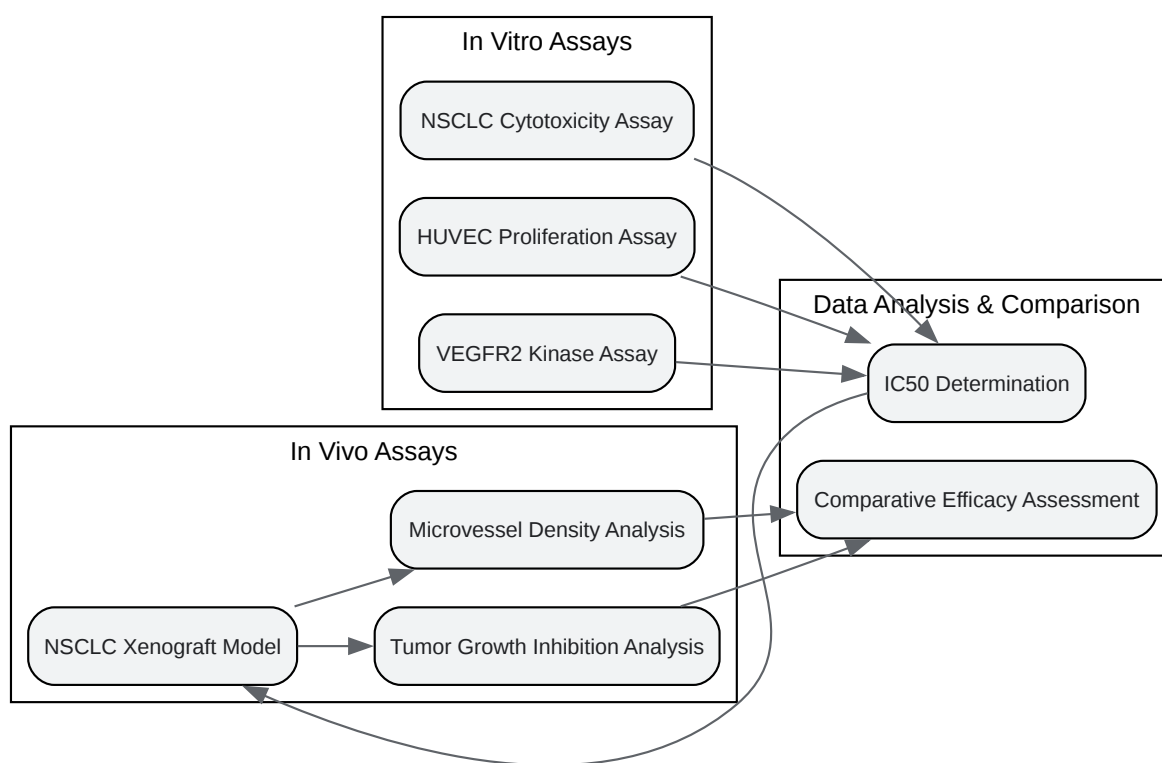 In Vitro Assays
NSCLC Cytotoxicity Assay
HUVEC Proliferation Assay
VEGFR2 Kinase Assay
Data Analysis & Comparison
IC50 Determination
Comparative Efficacy Assessment
In Vivo Assays
Microvessel Density Analysis
NSCLC Xenograft Model
Tumor Growth Inhibition Analysis